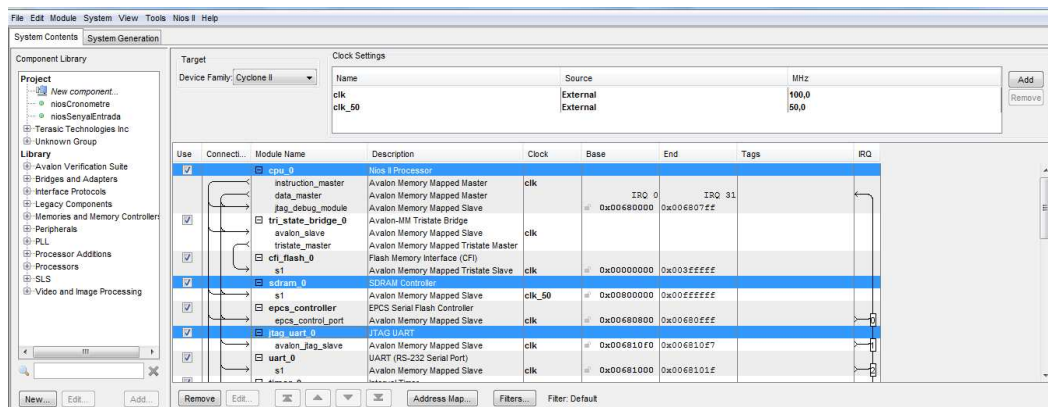 File Edit Module System View Tools Nios II Help
System Contents System Generation
Component Library
Project
New component...
niosCronometre
niosSenyalEntrada
Terasic Technologies Inc
Unknown Group
Library
Avalon Verification Suite
Bridges and Adapters
Interface Protocols
Legacy Components
Memories and Memory Controllers
Peripherals
PLL
Processor Additions
Processors
SLS
Video and Image Processing
New... Edit... Add...
Target
Device Family: Cyclone II
Clock Settings
Name Source MHz
clk External 100,0
clk_50 External 50,0
Add
Remove
Use Connecti... Module Name Description Clock Base End Tags IRQ
cpu_0 Nios II Processor
instruction_master Avalon Memory Mapped Master clk
data_master Avalon Memory Mapped Master IRQ 0 IRQ 31
jtag_debug_module Avalon Memory Mapped Slave 0x00680000 0x006807ff
tri_state_bridge_0 Avalon-MM Tristate Bridge
avalon_slave Avalon Memory Mapped Slave clk
tristate_master Avalon Memory Mapped Tristate Master
cfi_flash_0 Flash Memory Interface (CFI)
s1 Avalon Memory Mapped Tristate Slave clk 0x00000000 0x003fffff
sdram_0 SDRAM Controller
s1 Avalon Memory Mapped Slave clk_50 0x00800000 0x00ffffff
epcs_controller EPCS Serial Flash Controller
epcs_control_port Avalon Memory Mapped Slave clk 0x00680800 0x00680fff 0
jtag_uart_0 JTAG UART
avalon_jtag_slave Avalon Memory Mapped Slave clk 0x006810f0 0x006810f7 1
uart_0 UART (RS-232 Serial Port)
s1 Avalon Memory Mapped Slave clk 0x00681000 0x0068101f 2
Remove Edit... Address Map... Filters... Filter: Default